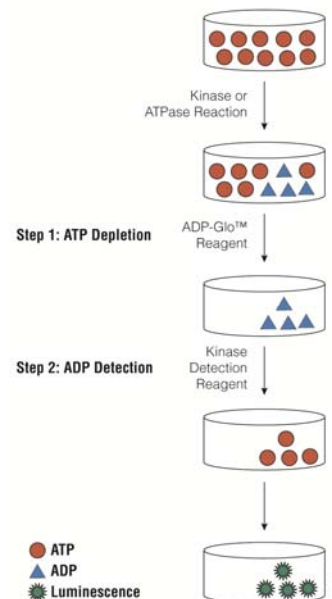 Kinase or
ATPase Reaction
Step 1: ATP Depletion
ADP-Glo™
Reagent
Step 2: ADP Detection
Kinase
Detection
Reagent
ATP
ADP
Luminescence